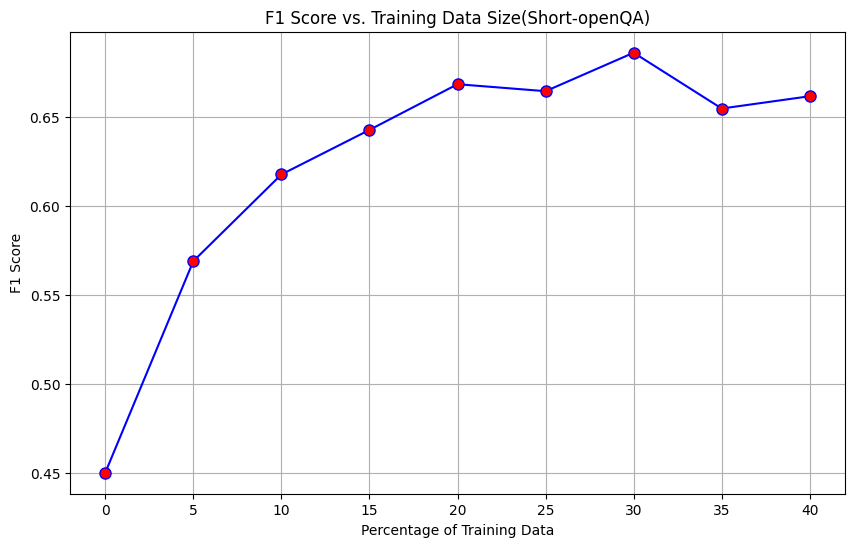 F1 Score vs. Training Data Size(Short-openQA)
F1 Score
0.65
0.60
0.55
0.50
0.45
0 5 10 15 20 25 30 35 40
Percentage of Training Data